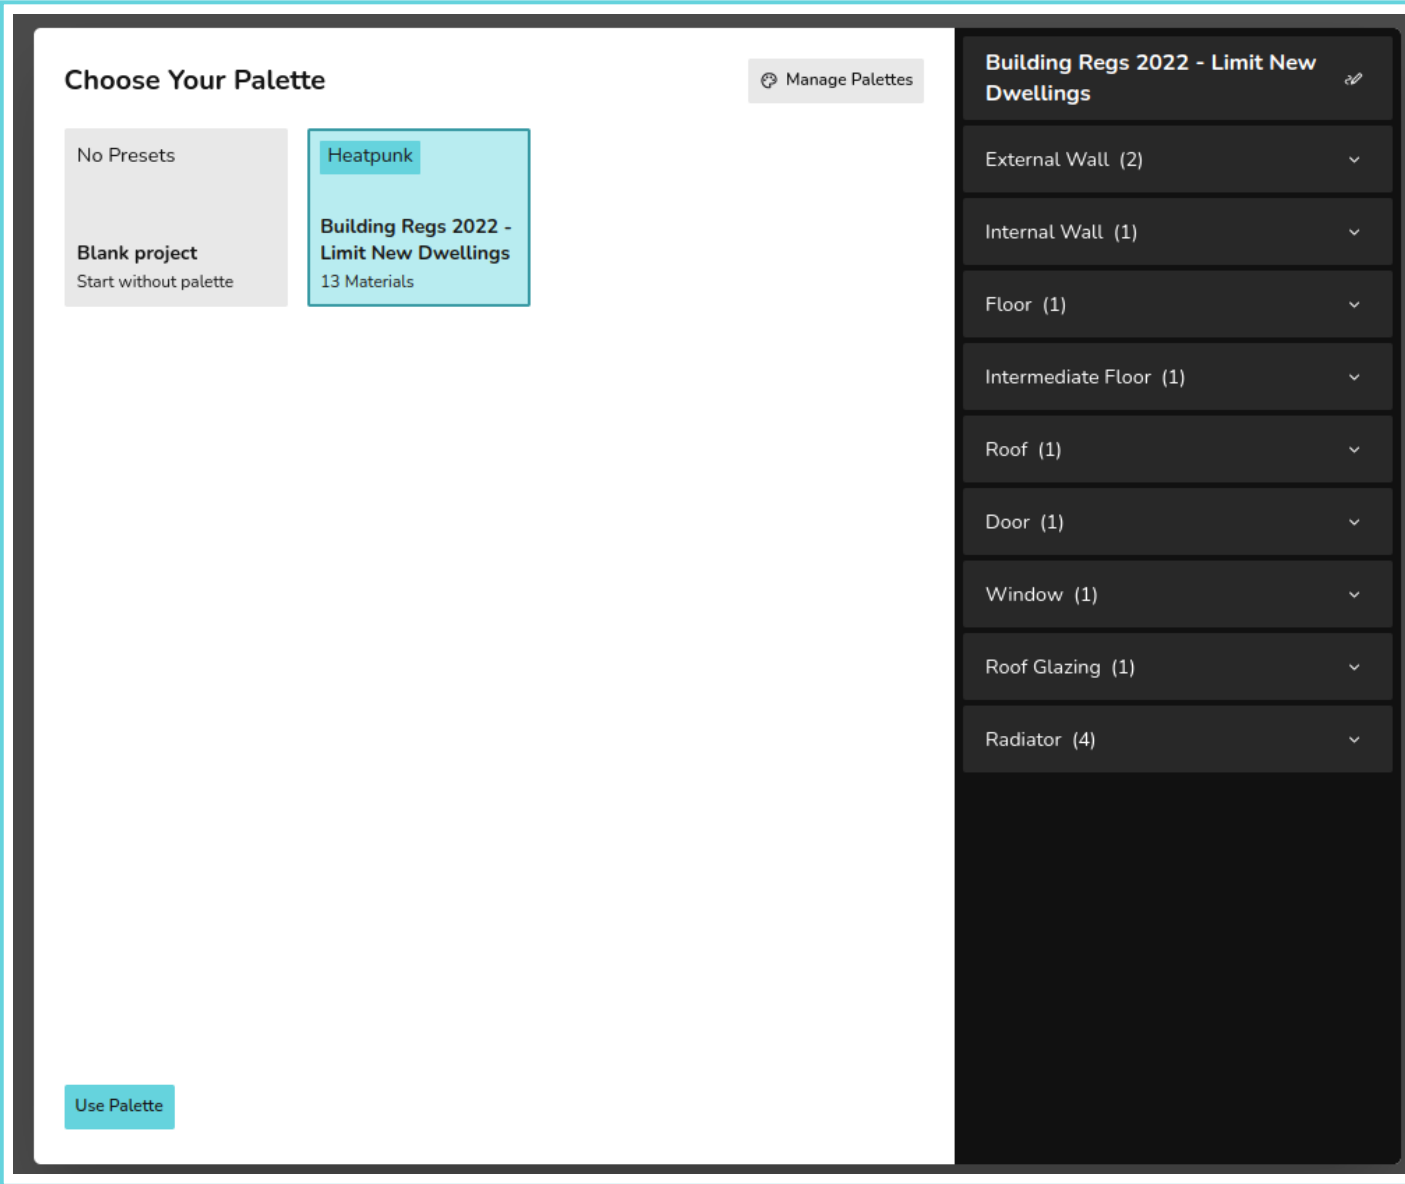 Choose Your Palette
Manage Palettes
No Presets
Blank project
Start without palette
Heatpunk
Building Regs 2022 -
Limit New Dwellings
13 Materials
Use Palette
Building Regs 2022 - Limit New
Dwellings
External Wall (2)
Internal Wall (1)
Floor (1)
Intermediate Floor (1)
Roof (1)
Door (1)
Window (1)
Roof Glazing (1)
Radiator (4)